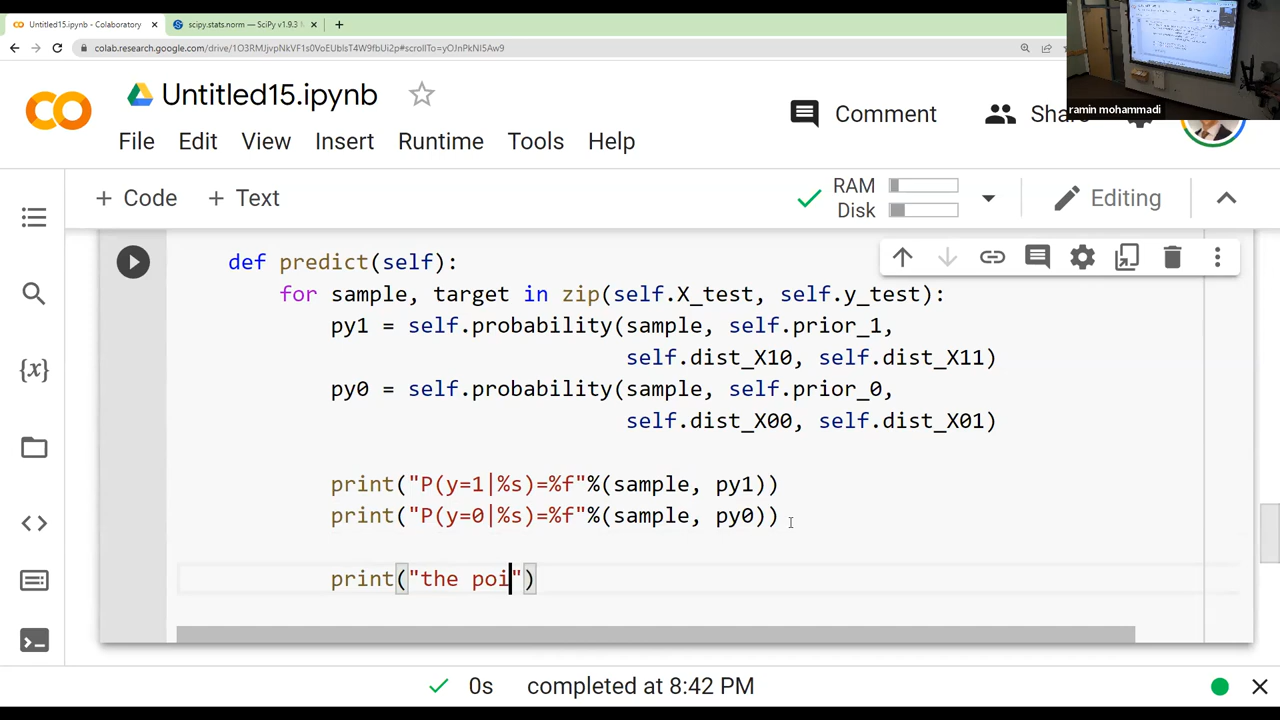 Untitled15.ipynb - Colaboratory
scipy.stats.norm — SciPy v1.9.3 M
colab.research.google.com/drive/1O3RMJjvpNkVF1s0VoEUblsT4W9fbUi2p#scrollTo=yOJnPkNI5Aw9
ramin mohammadi
CO
Untitled15.ipynb
Comment
Share
File Edit View Insert Runtime Tools Help
+ Code + Text
RAM
Disk
Editing
def predict(self):
for sample, target in zip(self.X_test, self.y_test):
py1 = self.probability(sample, self.prior_1,
self.dist_X10, self.dist_X11)
py0 = self.probability(sample, self.prior_0,
self.dist_X00, self.dist_X01)
print("P(y=1|%s)=%f"%(sample, py1))
print("P(y=0|%s)=%f"%(sample, py0))
print("the poi")
{x}
0s completed at 8:42 PM